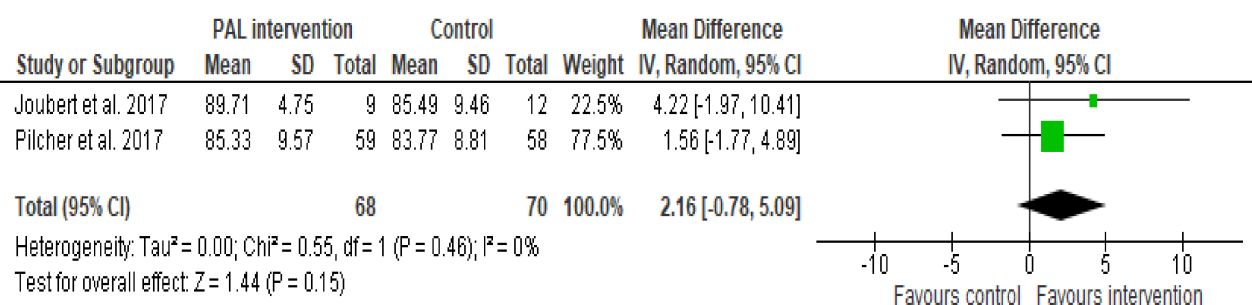 PAL intervention Control Mean Difference Mean Difference
Study or Subgroup Mean SD Total Mean SD Total Weight IV, Random, 95% CI IV, Random, 95% CI
Joubert et al. 2017 89.71 4.75 9 85.49 9.46 12 22.5% 4.22 [-1.97, 10.41]
Pilcher et al. 2017 85.33 9.57 59 83.77 8.81 58 77.5% 1.56 [-1.77, 4.89]
Total (95% CI) 68 70 100.0% 2.16 [-0.78, 5.09]
Heterogeneity: Tau² = 0.00; Chi² = 0.55, df = 1 (P = 0.46); I² = 0%
Test for overall effect: Z = 1.44 (P = 0.15)
-10 -5 0 5 10
Favours control Favours intervention